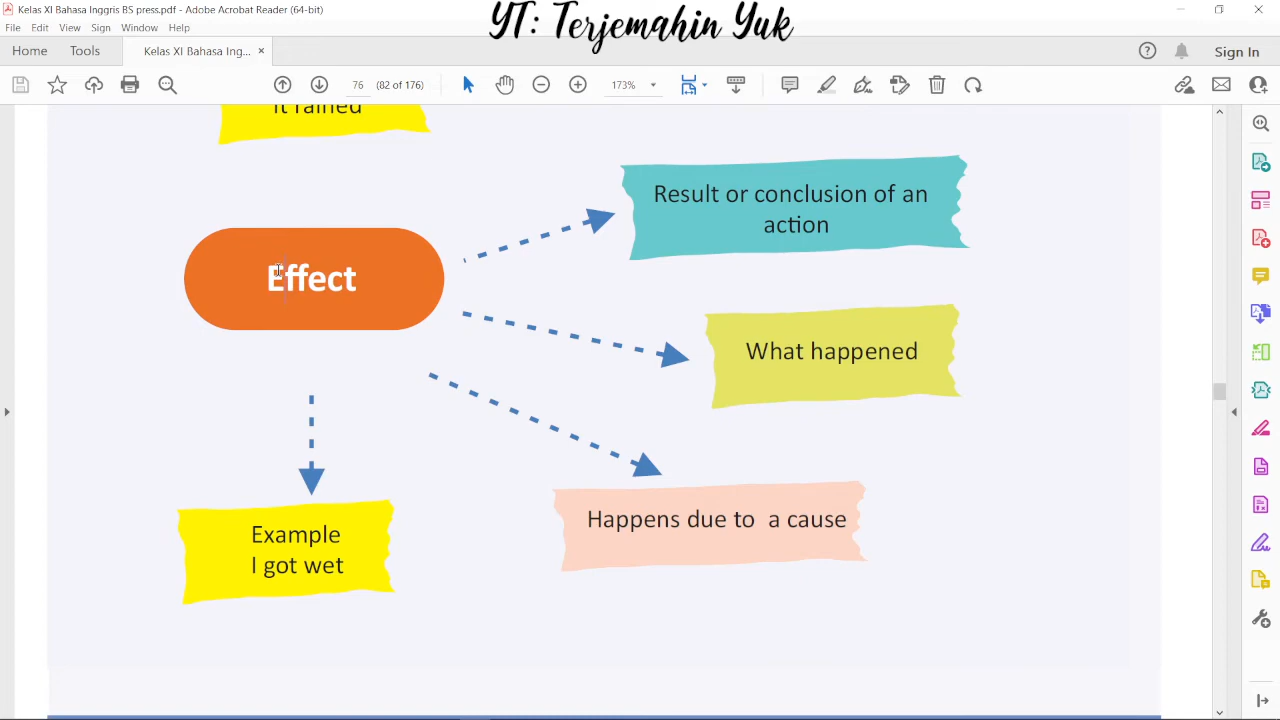 Kelas XI Bahasa Inggris BS press.pdf - Adobe Acrobat Reader (64-bit)
YT: Terjemahin Yuk
File Edit View Sign Window Help
Home Tools Kelas XI Bahasa Ing... × Sign In
76 (82 of 176) 173%
it rained
Result or conclusion of an
action
Effect
What happened
Happens due to a cause
Example
I got wet